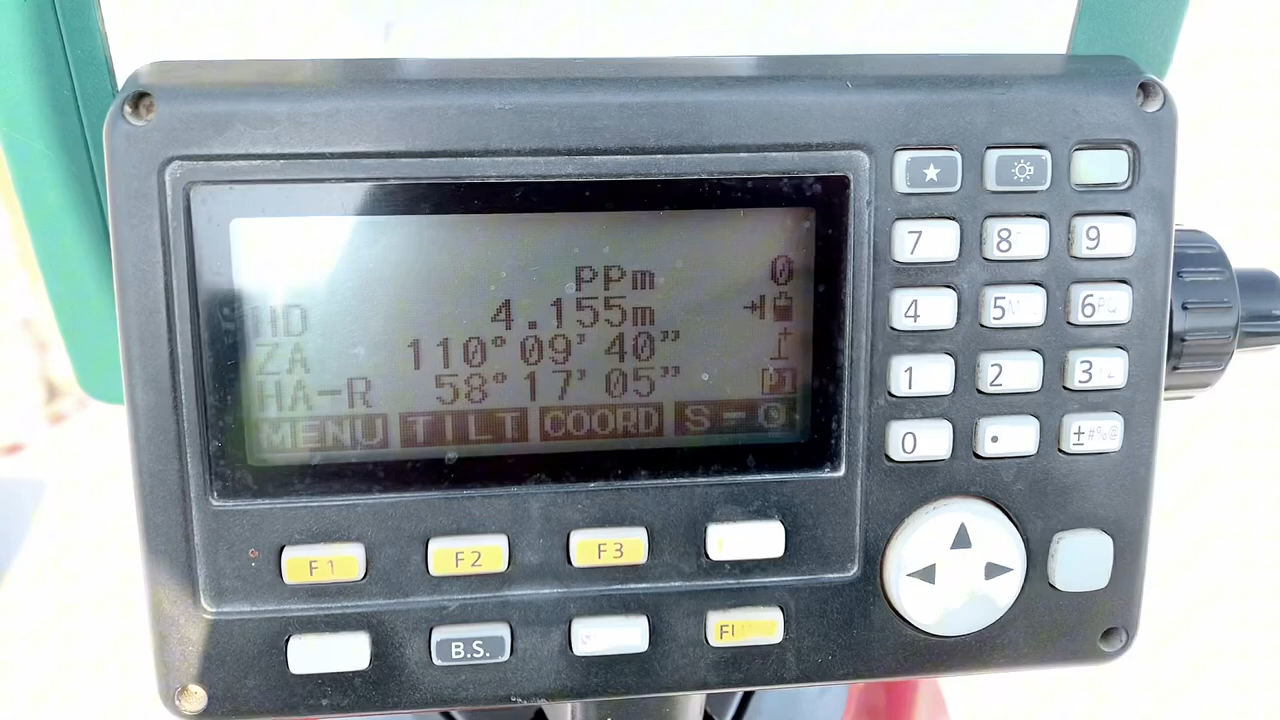 ppm 0
HD 4.155m
ZA 110°09'40"
HA-R 58°17'05"
MENU TILT COORD S-O
7 8 9
4 5 6
1 2 3
0 . ±#%@
F1 F2 F3
B.S.